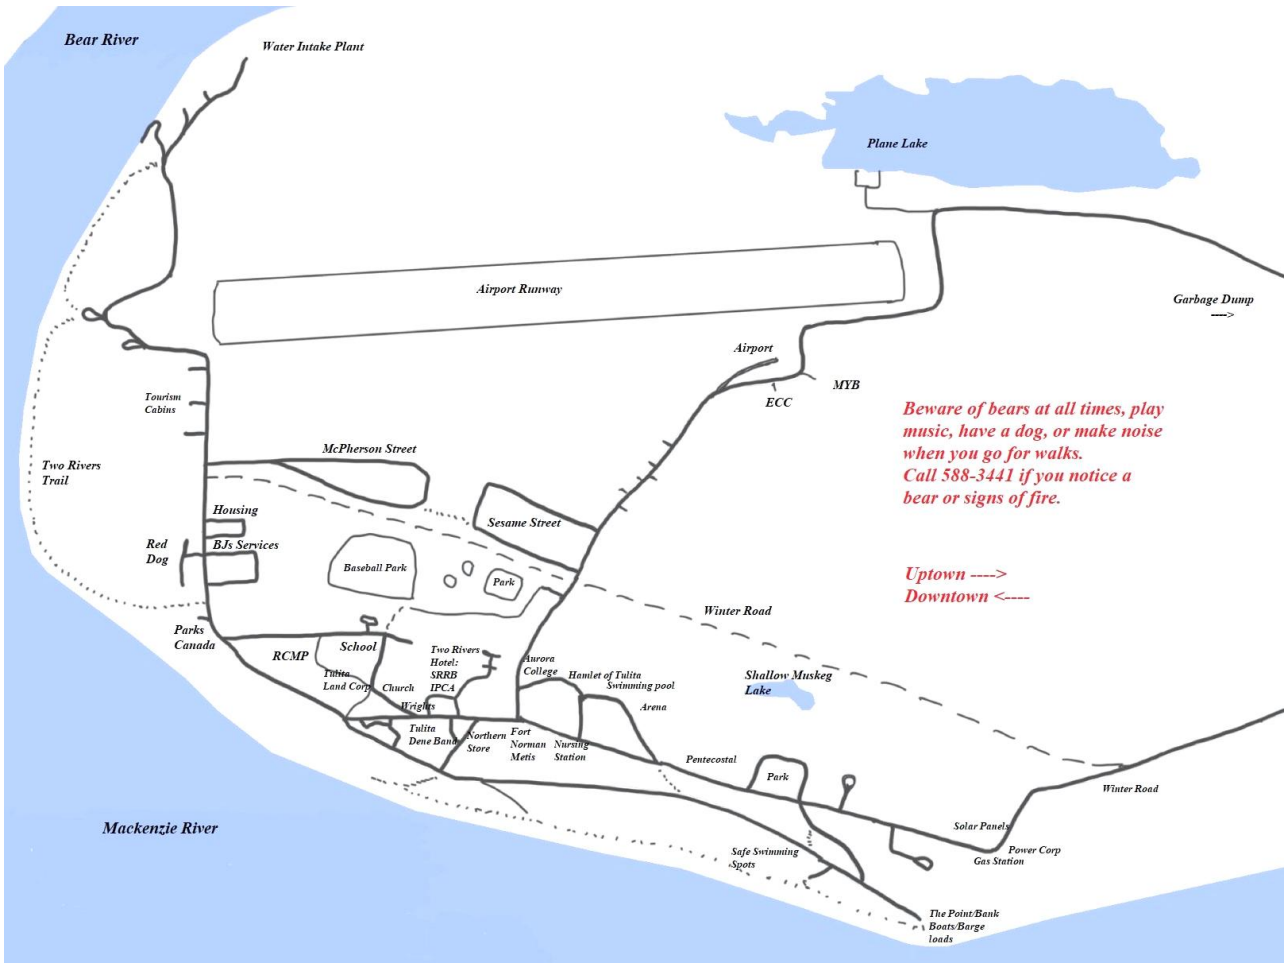 Bear River
Water Intake Plant
Plane Lake
Garbage Dump
---->
Airport Runway
Airport
MYB
ECC
Tourism
Cabins
Beware of bears at all times, play
music, have a dog, or make noise
when you go for walks.
Call 588-3441 if you notice a
bear or signs of fire.
McPherson Street
Two Rivers
Trail
Sesame Street
Housing
BJs Services
Red
Dog
Baseball Park
Park
Uptown ---->
Downtown <----
Winter Road
Parks
Canada
RCMP
School
Two Rivers
Hotel:
SRRB
IPCA
Aurora
College
Tulita
Land Corp
Church
Wrights
Hamlet of Tulita
Swimming pool
Arena
Shallow Muskeg
Lake
Tulita
Dene Band
Northern
Store
Fort
Norman
Metis
Nursing
Station
Pentecostal
Park
Winter Road
Mackenzie River
Solar Panels
Power Corp
Gas Station
Safe Swimming
Spots
The Point/Bank
Boats/Barge
loads